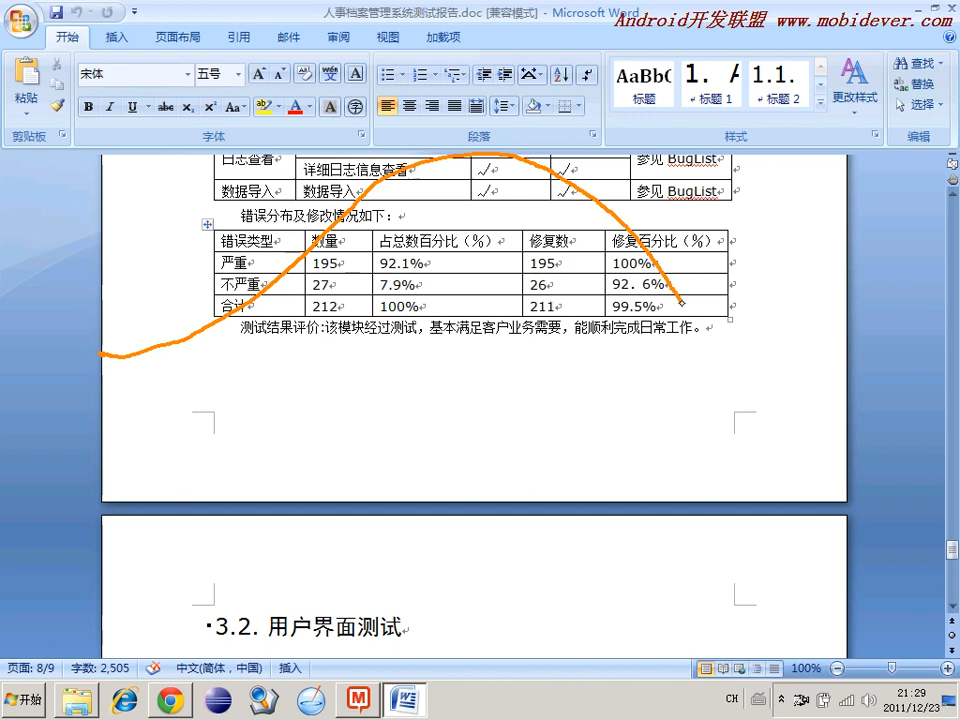 人事档案管理系统测试报告.doc [兼容模式] - Microsoft Word
Android开发联盟 www.mobidever.com
开始 插入 页面布局 引用 邮件 审阅 视图 加载项
粘贴
剪贴板
宋体 五号
字体
段落
AaBbC 1. A 1.1.
标题 标题 1 标题 2
更改样式
样式
查找
替换
选择
编辑
日志查看 详细日志信息查看 √ √ 参见 BugList
数据导入 数据导入 √ √ 参见 BugList
错误分布及修改情况如下：
错误类型 数量 占总数百分比（%） 修复数 修复百分比（%）
严重 195 92.1% 195 100%
不严重 27 7.9% 26 92. 6%
合计 212 100% 211 99.5%
测试结果评价:该模块经过测试，基本满足客户业务需要，能顺利完成日常工作。
3.2. 用户界面测试
页面: 8/9 字数: 2,505 中文(简体，中国) 插入 100%
开始 CH 21:29
2011/12/23